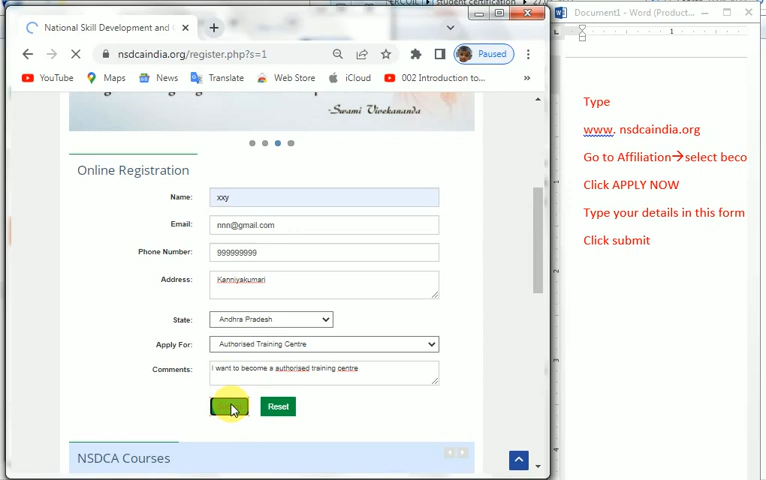 ERCOIL
student certification
National Skill Development and
nsdcaindia.org/register.php?s=1
Paused
YouTube
Maps
News
Translate
Web Store
iCloud
002 Introduction to...
»
-Swami Vivekananda
Online Registration
Name: xxy
Email: nnn@gmail.com
Phone Number: 999999999
Address: Kanniyakumari
State: Andhra Pradesh
Apply For: Authorised Training Centre
Comments: I want to become a authorised training centre
Reset
NSDCA Courses
Document1 - Word (Product...
1
Type
www. nsdcaindia.org
Go to Affiliation→select beco
Click APPLY NOW
Type your details in this form
Click submit